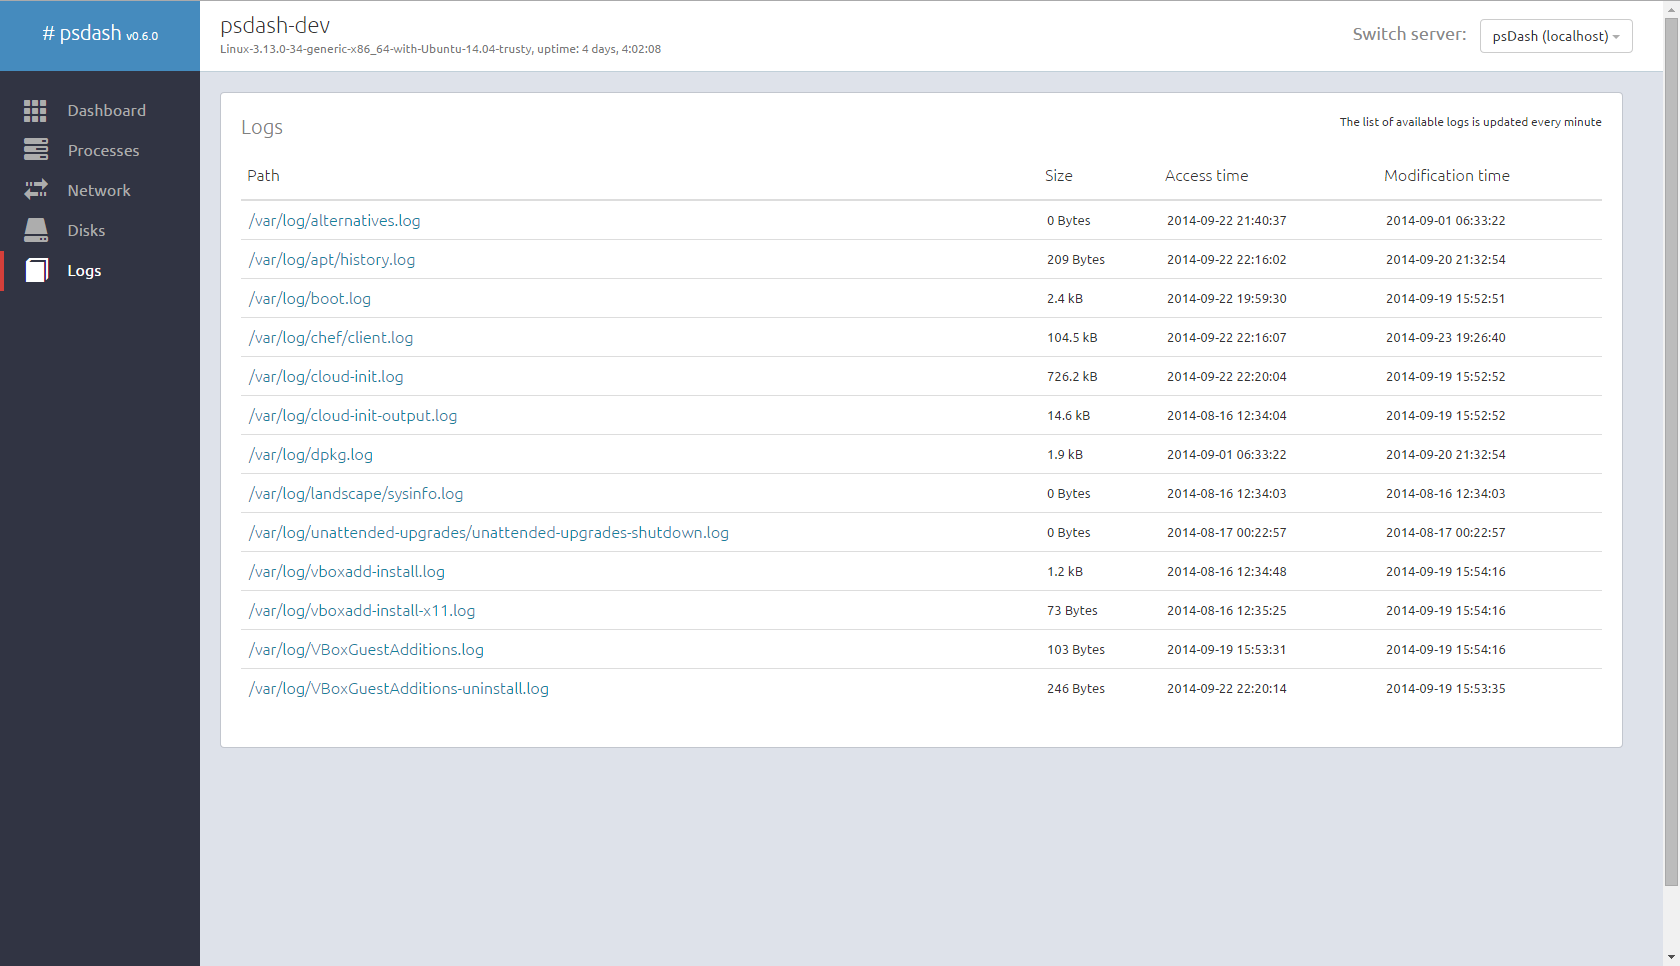 # psdash v0.6.0
psdash-dev
Linux-3.13.0-34-generic-x86_64-with-Ubuntu-14.04-trusty, uptime: 4 days, 4:02:08
Switch server: psDash (localhost)
Dashboard
Processes
Network
Disks
Logs
Logs
The list of available logs is updated every minute
Path Size Access time Modification time
/var/log/alternatives.log 0 Bytes 2014-09-22 21:40:37 2014-09-01 06:33:22
/var/log/apt/history.log 209 Bytes 2014-09-22 22:16:02 2014-09-20 21:32:54
/var/log/boot.log 2.4 kB 2014-09-22 19:59:30 2014-09-19 15:52:51
/var/log/chef/client.log 104.5 kB 2014-09-22 22:16:07 2014-09-23 19:26:40
/var/log/cloud-init.log 726.2 kB 2014-09-22 22:20:04 2014-09-19 15:52:52
/var/log/cloud-init-output.log 14.6 kB 2014-08-16 12:34:04 2014-09-19 15:52:52
/var/log/dpkg.log 1.9 kB 2014-09-01 06:33:22 2014-09-20 21:32:54
/var/log/landscape/sysinfo.log 0 Bytes 2014-08-16 12:34:03 2014-08-16 12:34:03
/var/log/unattended-upgrades/unattended-upgrades-shutdown.log 0 Bytes 2014-08-17 00:22:57 2014-08-17 00:22:57
/var/log/vboxadd-install.log 1.2 kB 2014-08-16 12:34:48 2014-09-19 15:54:16
/var/log/vboxadd-install-x11.log 73 Bytes 2014-08-16 12:35:25 2014-09-19 15:54:16
/var/log/VBoxGuestAdditions.log 103 Bytes 2014-09-19 15:53:31 2014-09-19 15:54:16
/var/log/VBoxGuestAdditions-uninstall.log 246 Bytes 2014-09-22 22:20:14 2014-09-19 15:53:35